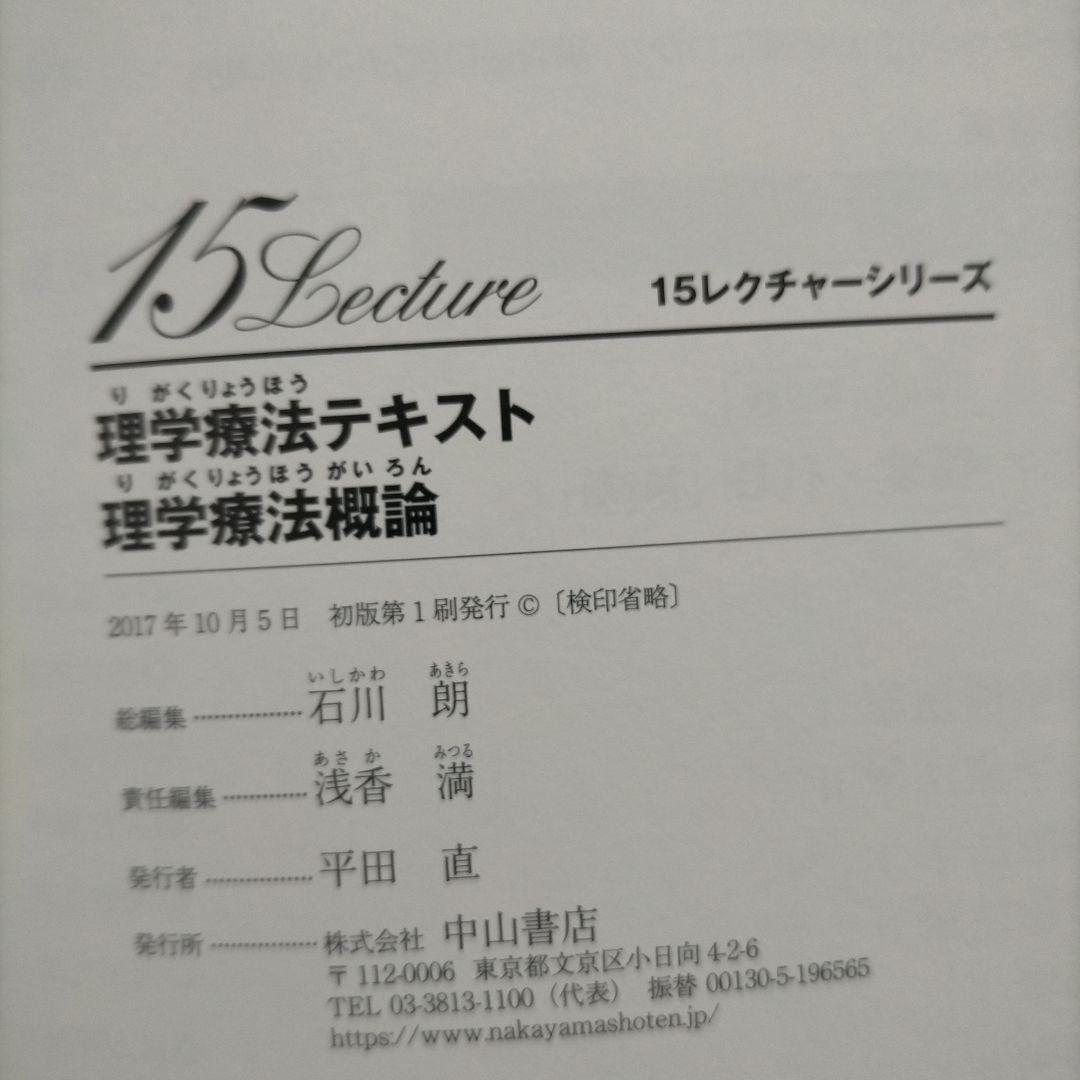 15Lecture 15レクチャーシリーズ
りがくりょうほう
理学療法テキスト
りがくりょうほうがいろん
理学療法概論
2017年10月5日 初版第1刷発行©〔検印省略〕
いしかわ あきら
総編集……………石川 朗
あさか みつる
責任編集…………浅香 満
発行者……………平田 直
発行所……………株式会社 中山書店
〒112-0006 東京都文京区小日向4-2-6
TEL 03-3813-1100（代表） 振替 00130-5-196565
https://www.nakayamashoten.jp/